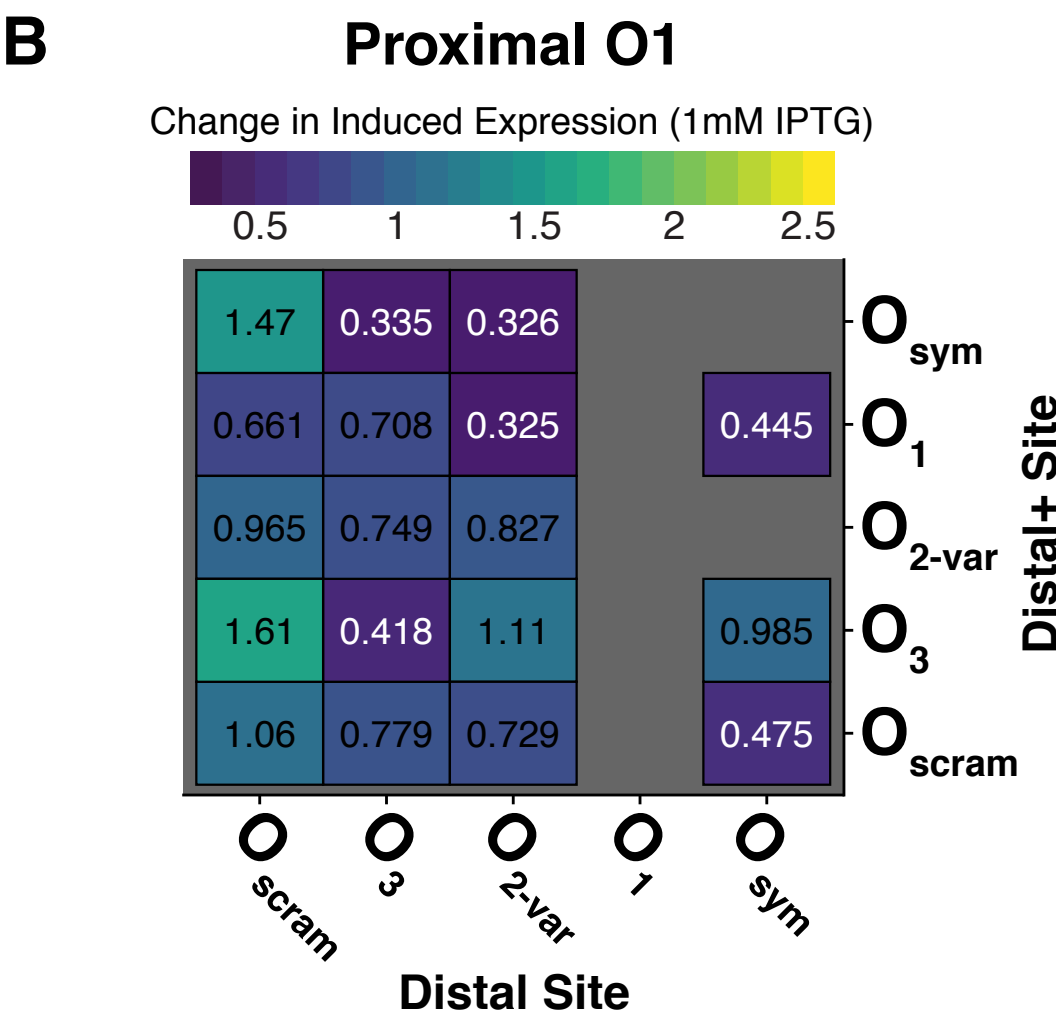 B
Proximal O1
Change in Induced Expression (1mM IPTG)
0.5 1 1.5 2 2.5
1.47 0.335 0.326 Osym
0.661 0.708 0.325 0.445 O1
0.965 0.749 0.827 O2-var
1.61 0.418 1.11 0.985 O3
1.06 0.779 0.729 0.475 Oscram
Distal+ Site
Oscram O3 O2-var O1 Osym
Distal Site